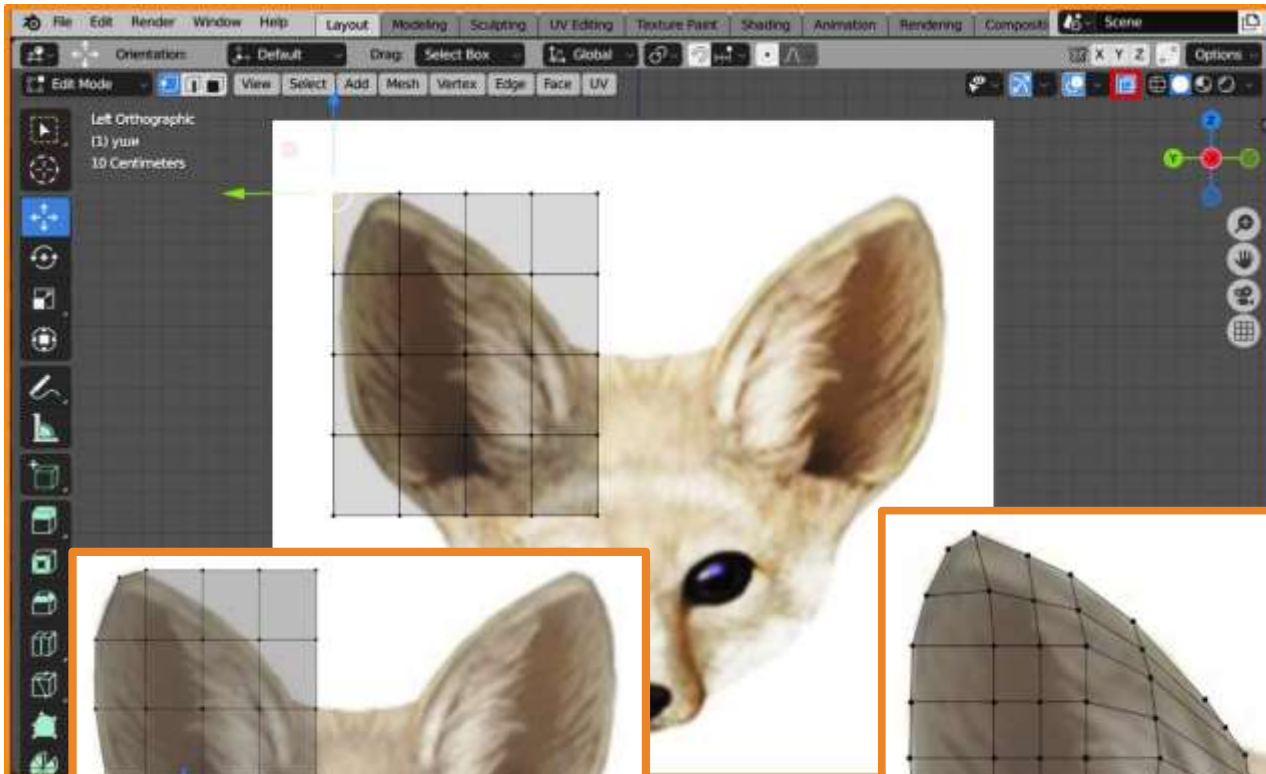 File Edit Render Window Help Layout Modeling Sculpting UV Editing Texture Paint Shading Animation Rendering Compositi Scene
Orientation: Default Drag: Select Box Global X Y Z Options
Edit Mode View Select Add Mesh Vertex Edge Face UV
Left Orthographic
(1) уши
10 Centimeters
Z
Y